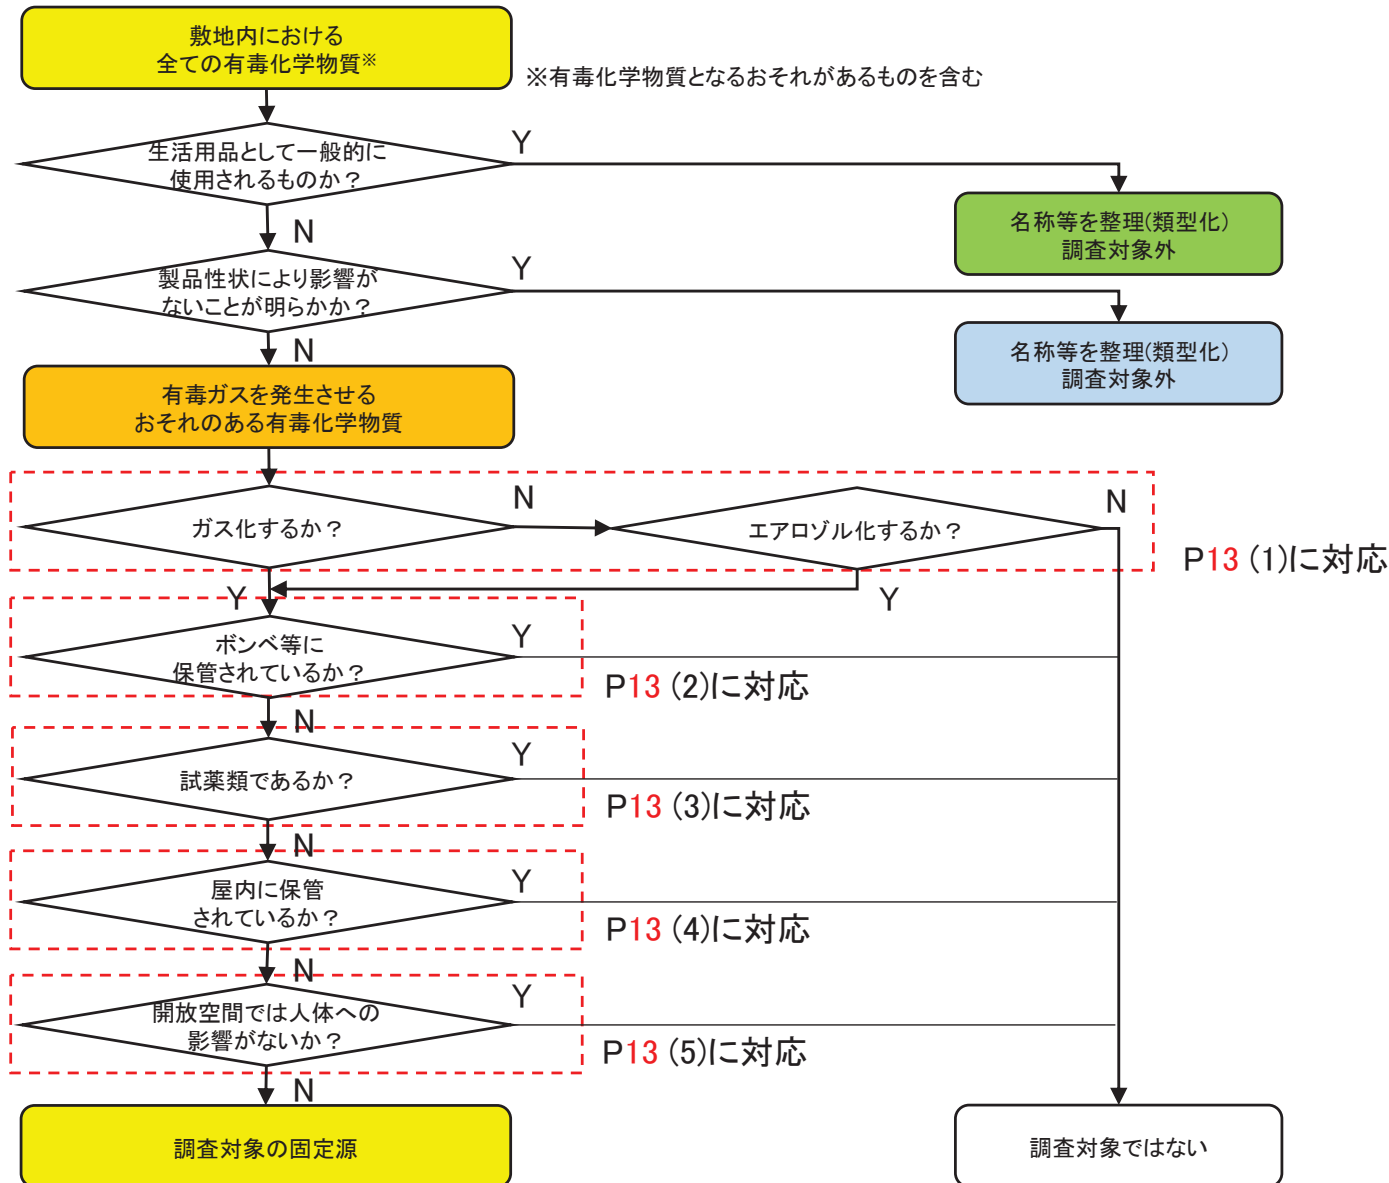 敷地内における
全ての有毒化学物質※
※有毒化学物質となるおそれがあるものを含む
生活用品として一般的に
使用されるものか？
Y
N
名称等を整理(類型化)
調査対象外
製品性状により影響が
ないことが明らかか？
Y
N
名称等を整理(類型化)
調査対象外
有毒ガスを発生させる
おそれのある有毒化学物質
ガス化するか？
N
エアロゾル化するか？
N
P13 (1)に対応
Y
Y
ボンベ等に
保管されているか？
Y
P13 (2)に対応
N
試薬類であるか？
Y
P13 (3)に対応
N
屋内に保管
されているか？
Y
P13 (4)に対応
N
開放空間では人体への
影響がないか？
Y
P13 (5)に対応
N
調査対象の固定源
調査対象ではない